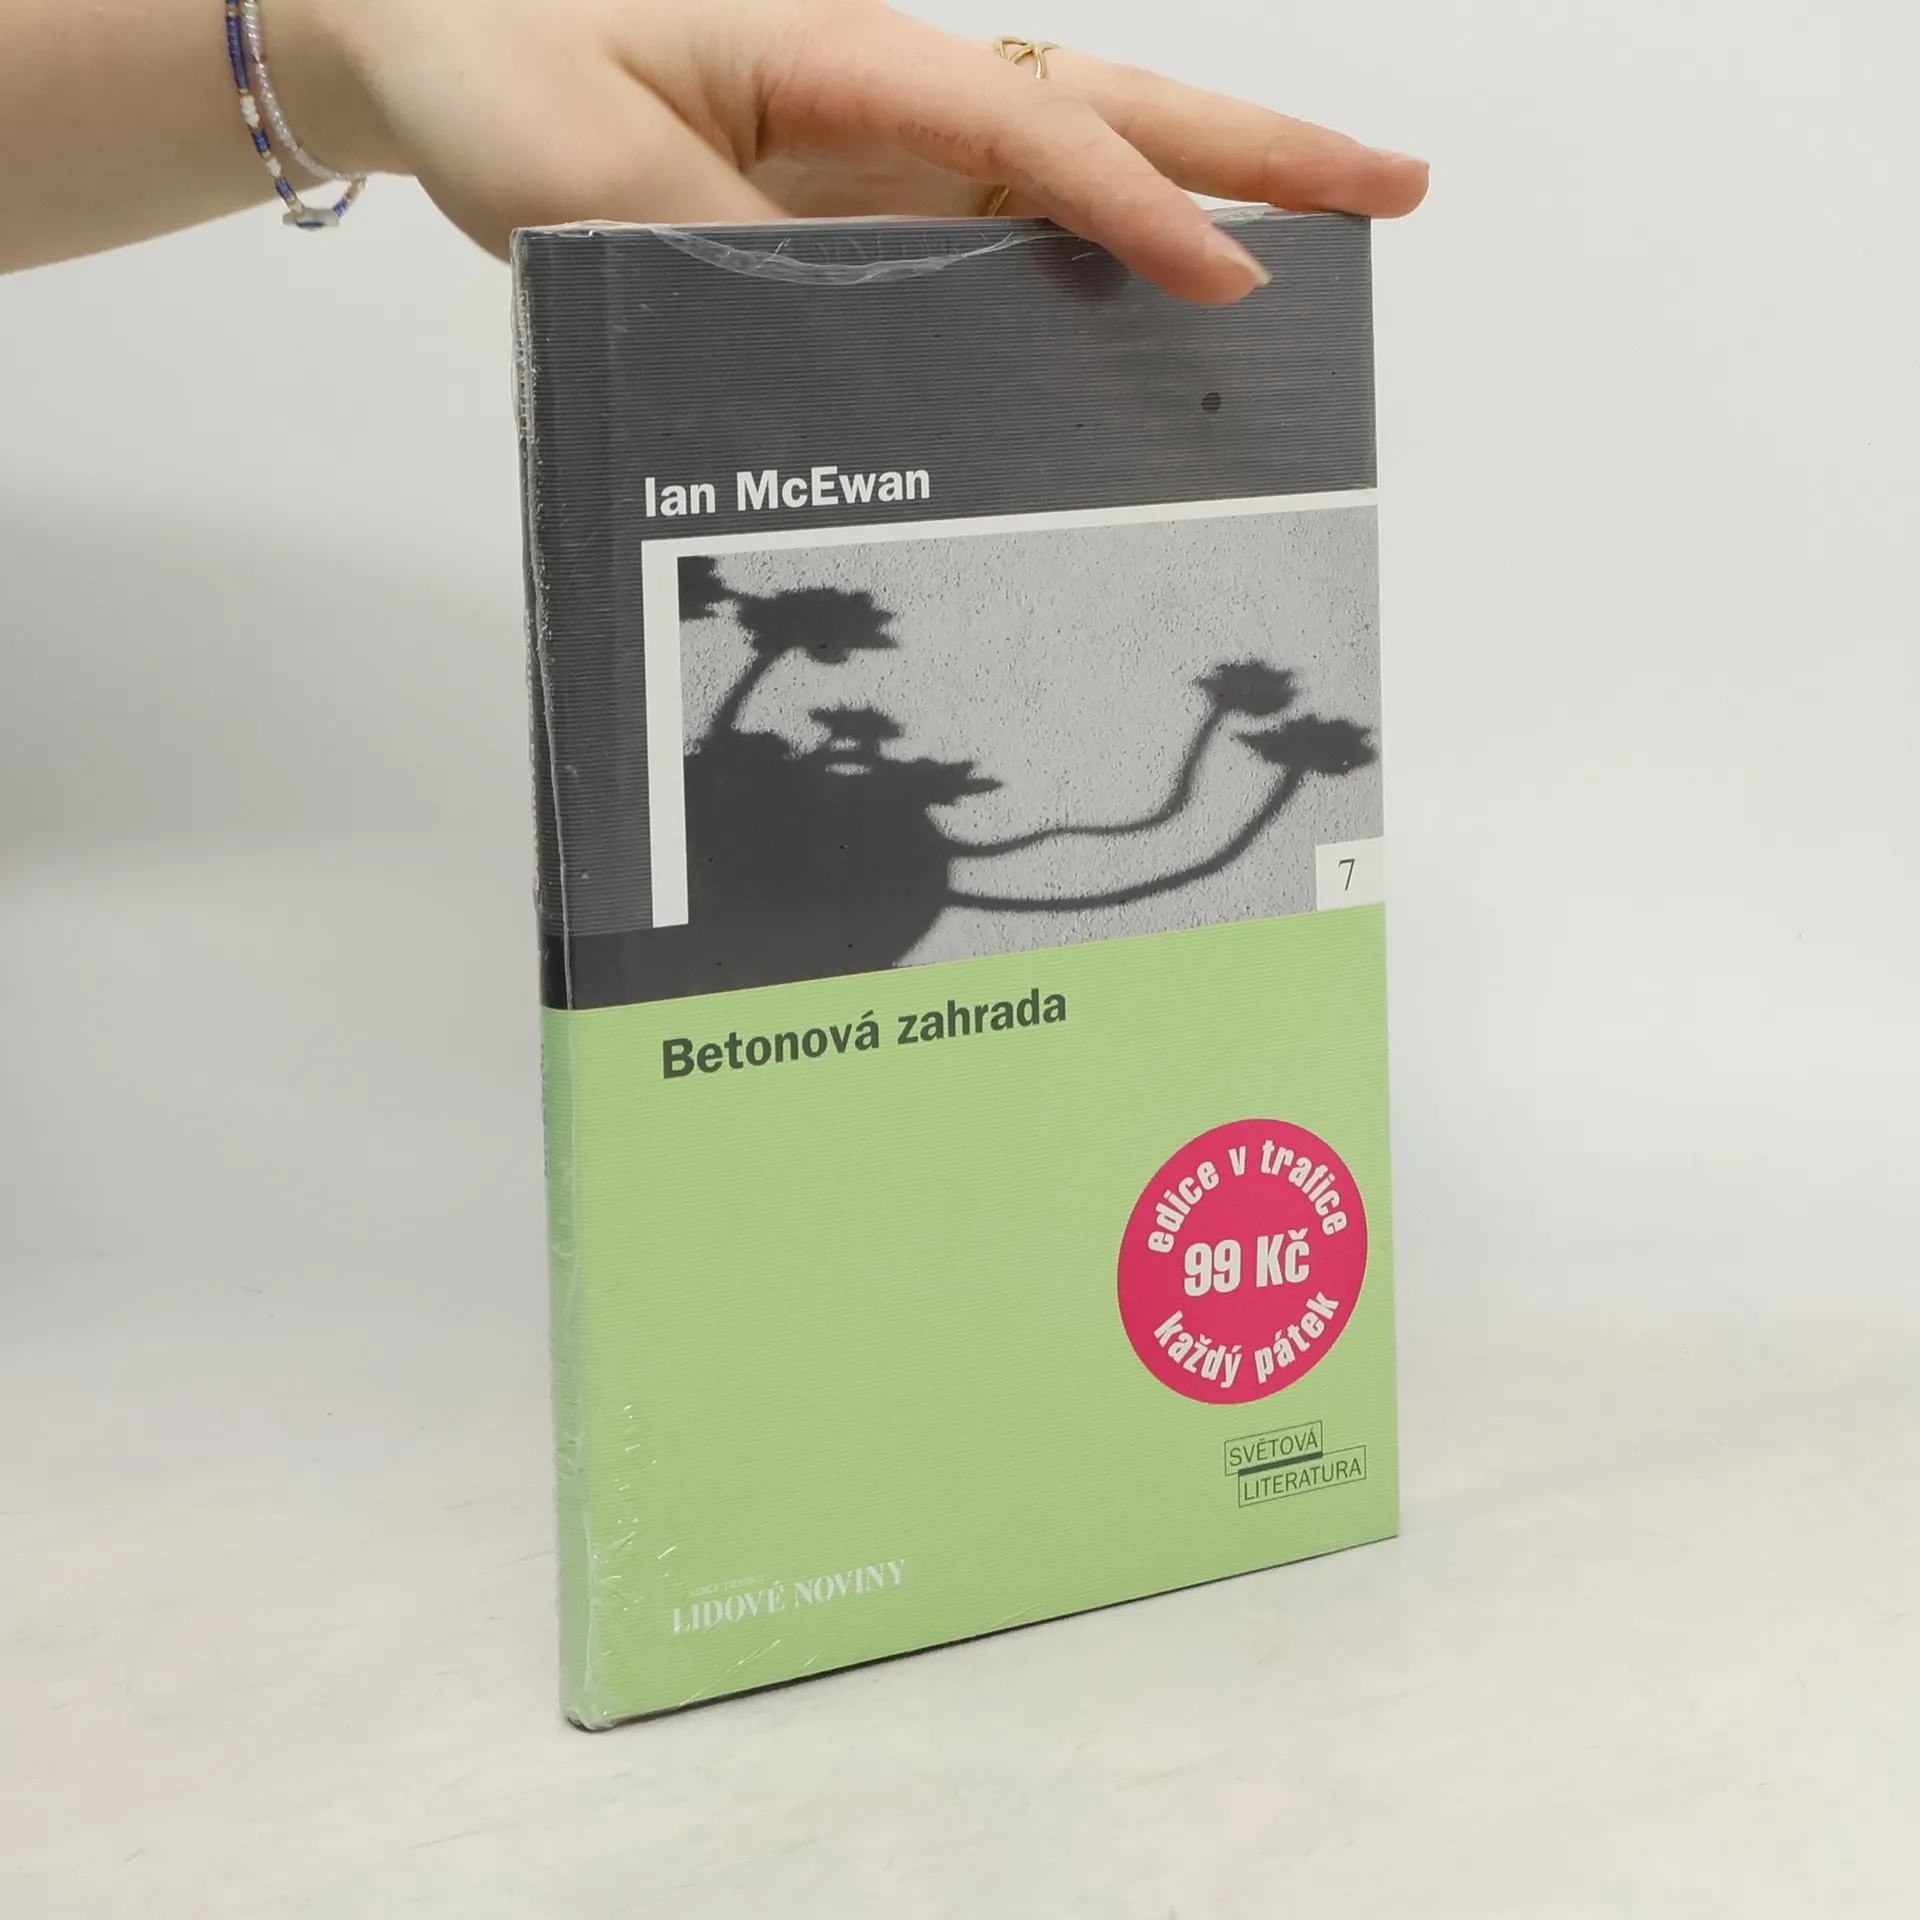 Ian McEwan
7
Betonová zahrada
edice v trafice
99 Kč
každý pátek
SVĚTOVÁ
LITERATURA
LIDOVÉ NOVINY